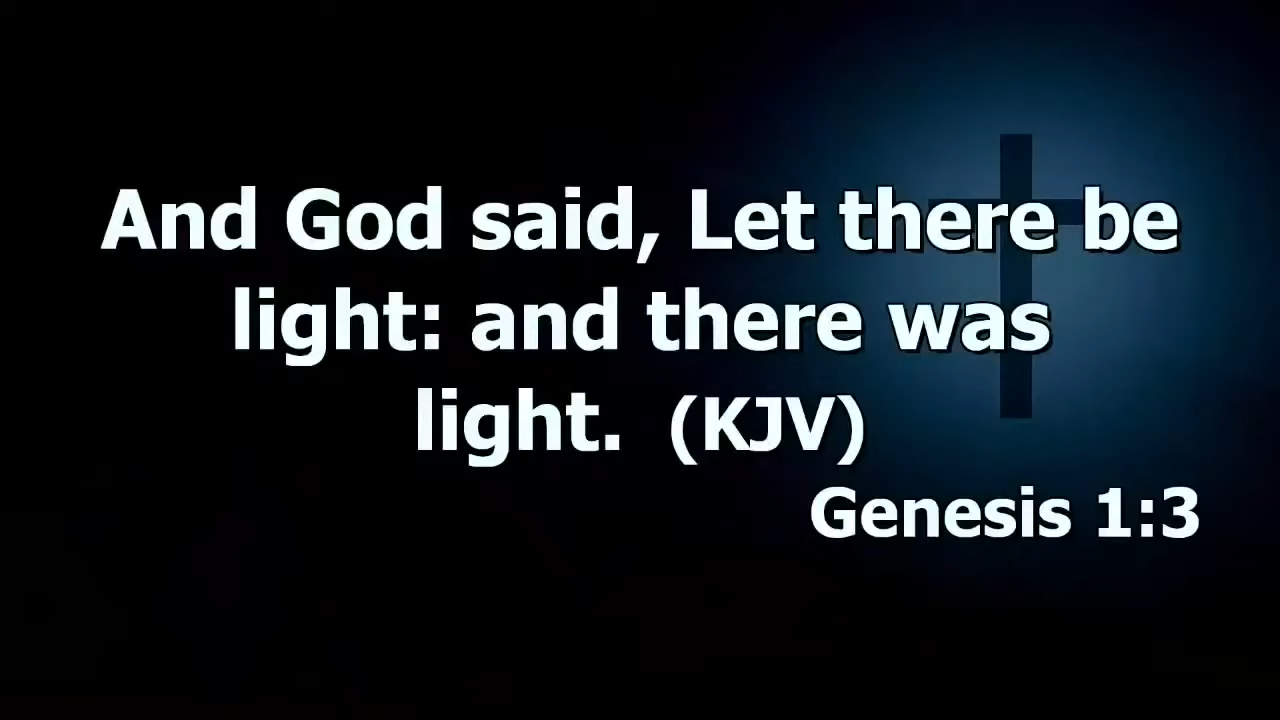 And God said, Let there be
light: and there was
light. (KJV)
Genesis 1:3